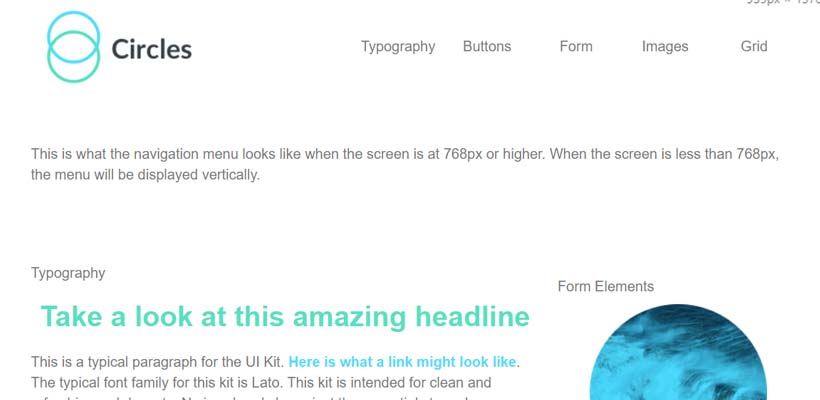 Circles
Typography Buttons Form Images Grid
This is what the navigation menu looks like when the screen is at 768px or higher. When the screen is less than 768px,
the menu will be displayed vertically.
Typography
Form Elements
Take a look at this amazing headline
This is a typical paragraph for the UI Kit. Here is what a link might look like.
The typical font family for this kit is Lato. This kit is intended for clean and